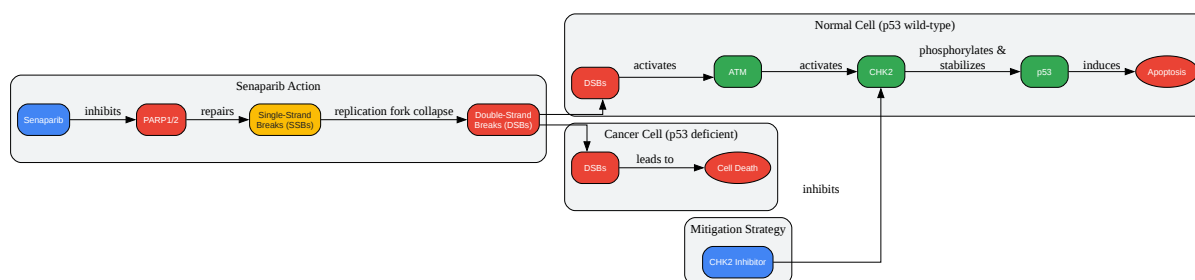 Normal Cell (p53 wild-type)
DSBs
activates
ATM
activates
CHK2
phosphorylates &
stabilizes
p53
induces
Apoptosis
Senaparib Action
Senaparib
inhibits
PARP1/2
repairs
Single-Strand
Breaks (SSBs)
replication fork collapse
Double-Strand
Breaks (DSBs)
Cancer Cell (p53 deficient)
DSBs
leads to
Cell Death
inhibits
Mitigation Strategy
CHK2 Inhibitor